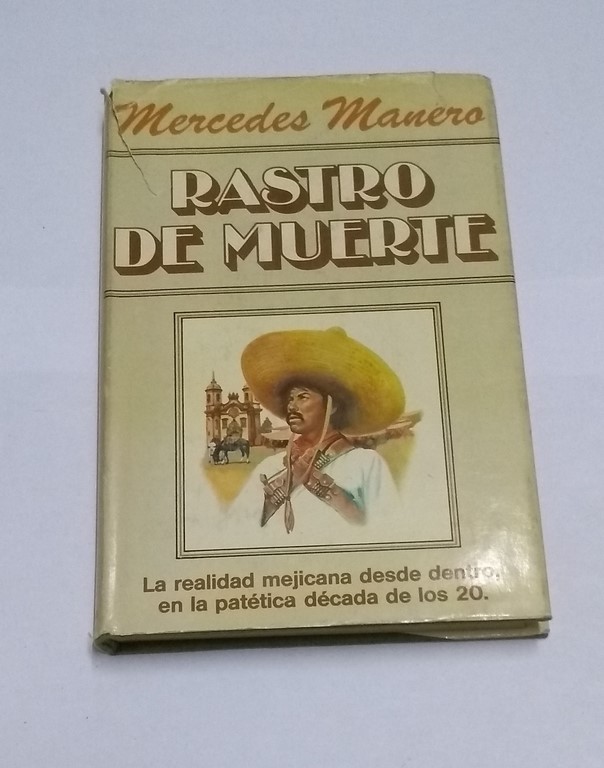 Mercedes Manero
RASTRO
DE MUERTE
La realidad mejicana desde dentro,
en la patética década de los 20.